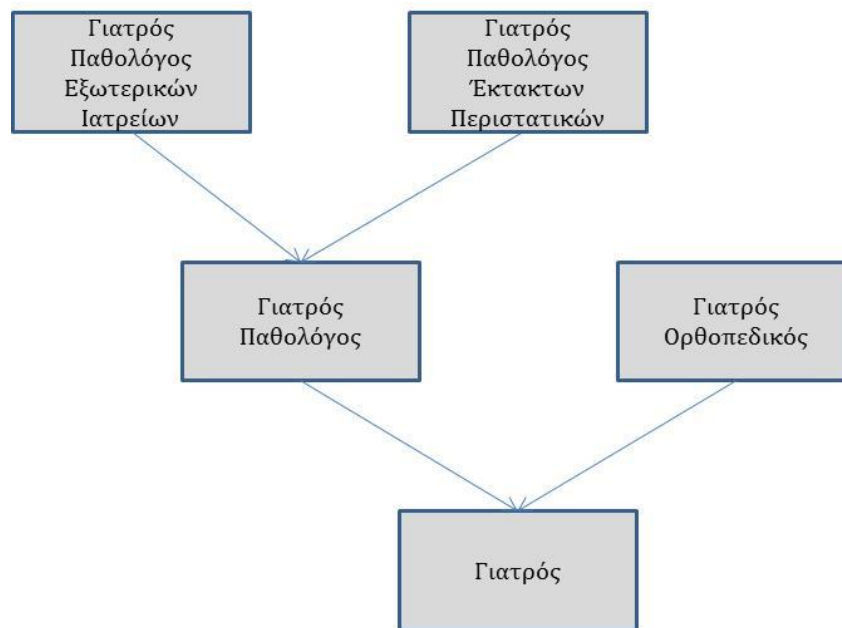 Γιατρός
Παθολόγος
Εξωτερικών
Ιατρείων
Γιατρός
Παθολόγος
Έκτακτων
Περιστατικών
Γιατρός
Παθολόγος
Γιατρός
Ορθοπεδικός
Γιατρός